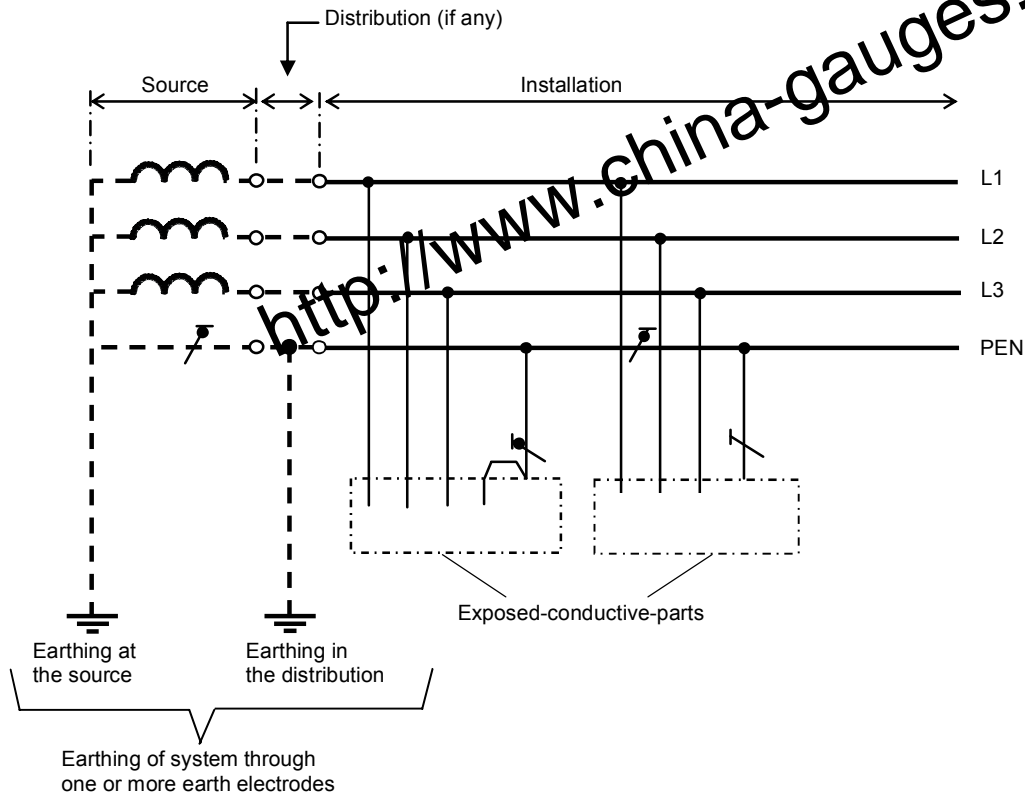 Distribution (if any)
Source
Installation
http://www.china-gauges.
L1
L2
L3
PEN
Exposed-conductive-parts
Earthing at
the source
Earthing in
the distribution
Earthing of system through
one or more earth electrodes